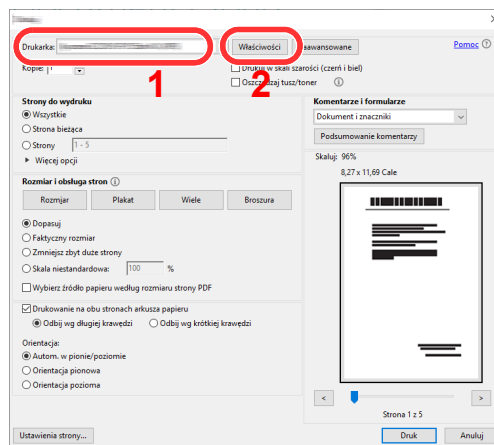 Drukarka:
Właściwości
Zaawansowane
Pomoc
Kopie: 1
Drukuj w skali szarości (czerń i biel)
1
2
Oszczędzaj tusz/toner
Strony do wydruku
Wszystkie
Strona bieżąca
Strony 1 - 5
Więcej opcji
Komentarze i formularze
Dokument i znaczniki
Podsumowanie komentarzy
Skaluj: 96%
8,27 x 11,69 Cale
Rozmiar i obsługa stron
Rozmjar Plakat Wiele Broszura
Dopasuj
Faktyczny rozmiar
Zmniejsz zbyt duże strony
Skala niestandardowa: 100 %
Wybierz źródło papieru według rozmiaru strony PDF
Drukowanie na obu stronach arkusza papieru
Odbij wg długiej krawędzi Odbij wg krótkiej krawędzi
Orientacja:
Autom. w pionie/poziomie
Orientacja pionowa
Orientacja pozioma
< >
Strona 1 z 5
Ustawienia strony... Druk Anuluj